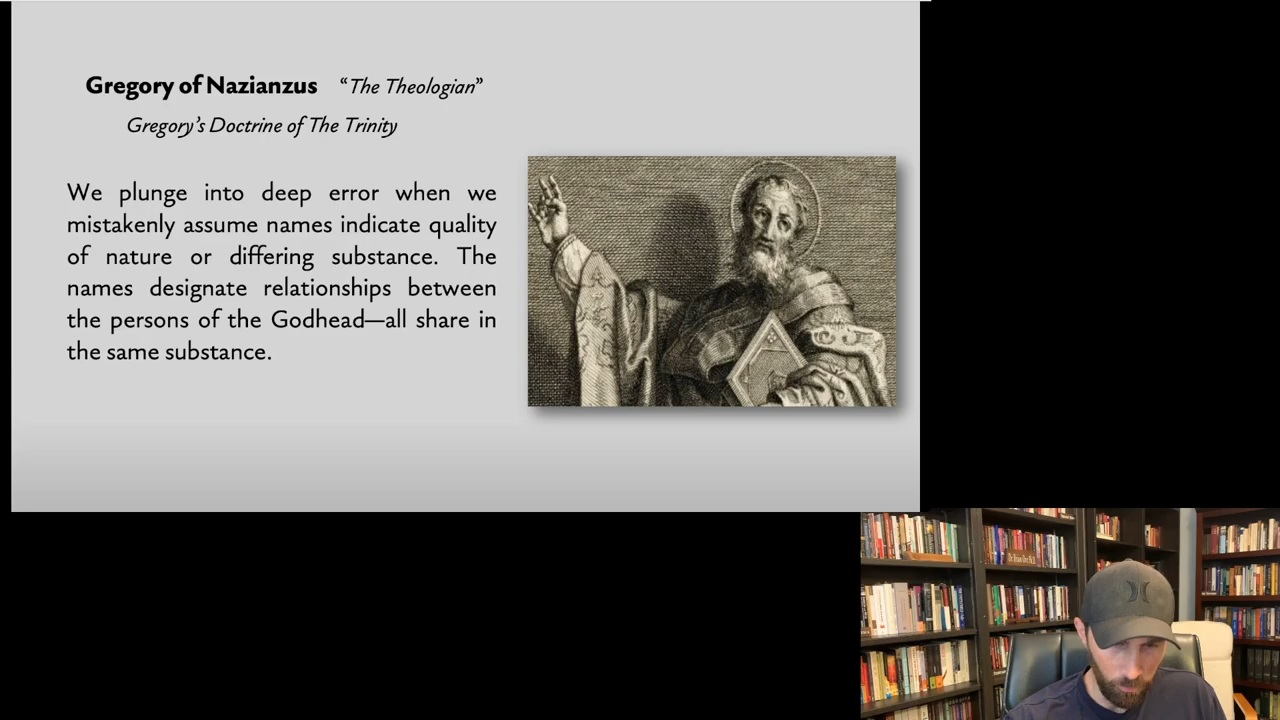 Gregory of Nazianzus “The Theologian”
Gregory’s Doctrine of The Trinity
We plunge into deep error when we
mistakenly assume names indicate quality
of nature or differing substance. The
names designate relationships between
the persons of the Godhead—all share in
the same substance.